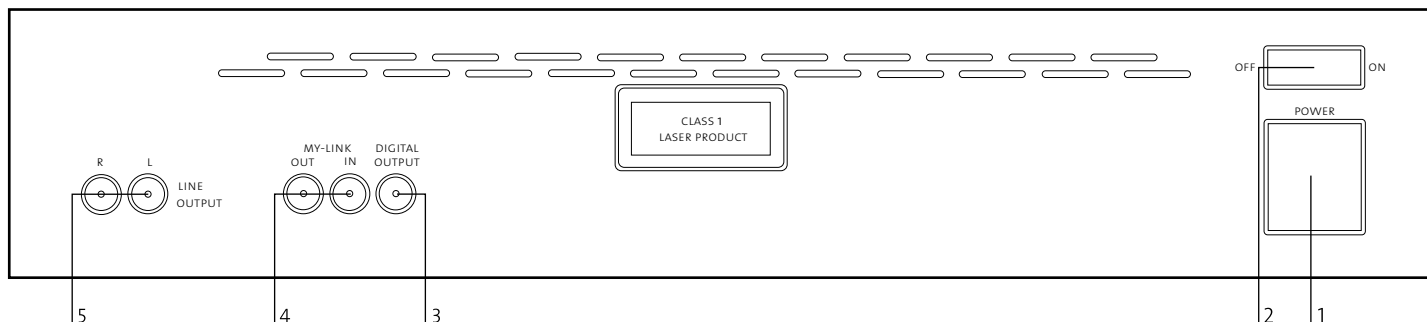 OFF ON
POWER
CLASS 1
LASER PRODUCT
R L
LINE
OUTPUT
MY-LINK
OUT IN
DIGITAL
OUTPUT
5 4 3 2 1